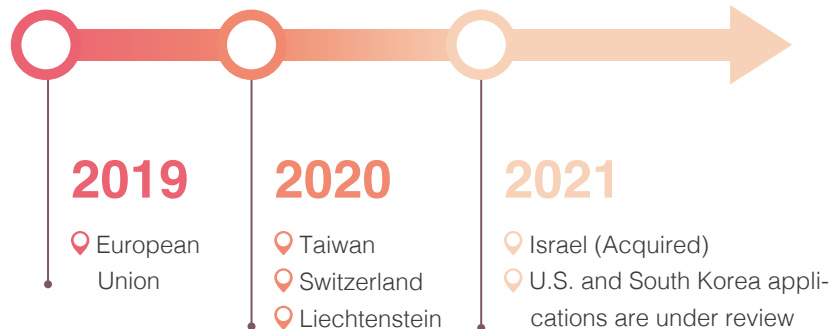 2019
European
Union
2020
Taiwan
Switzerland
Liechtenstein
2021
Israel (Acquired)
U.S. and South Korea appli-
cations are under review